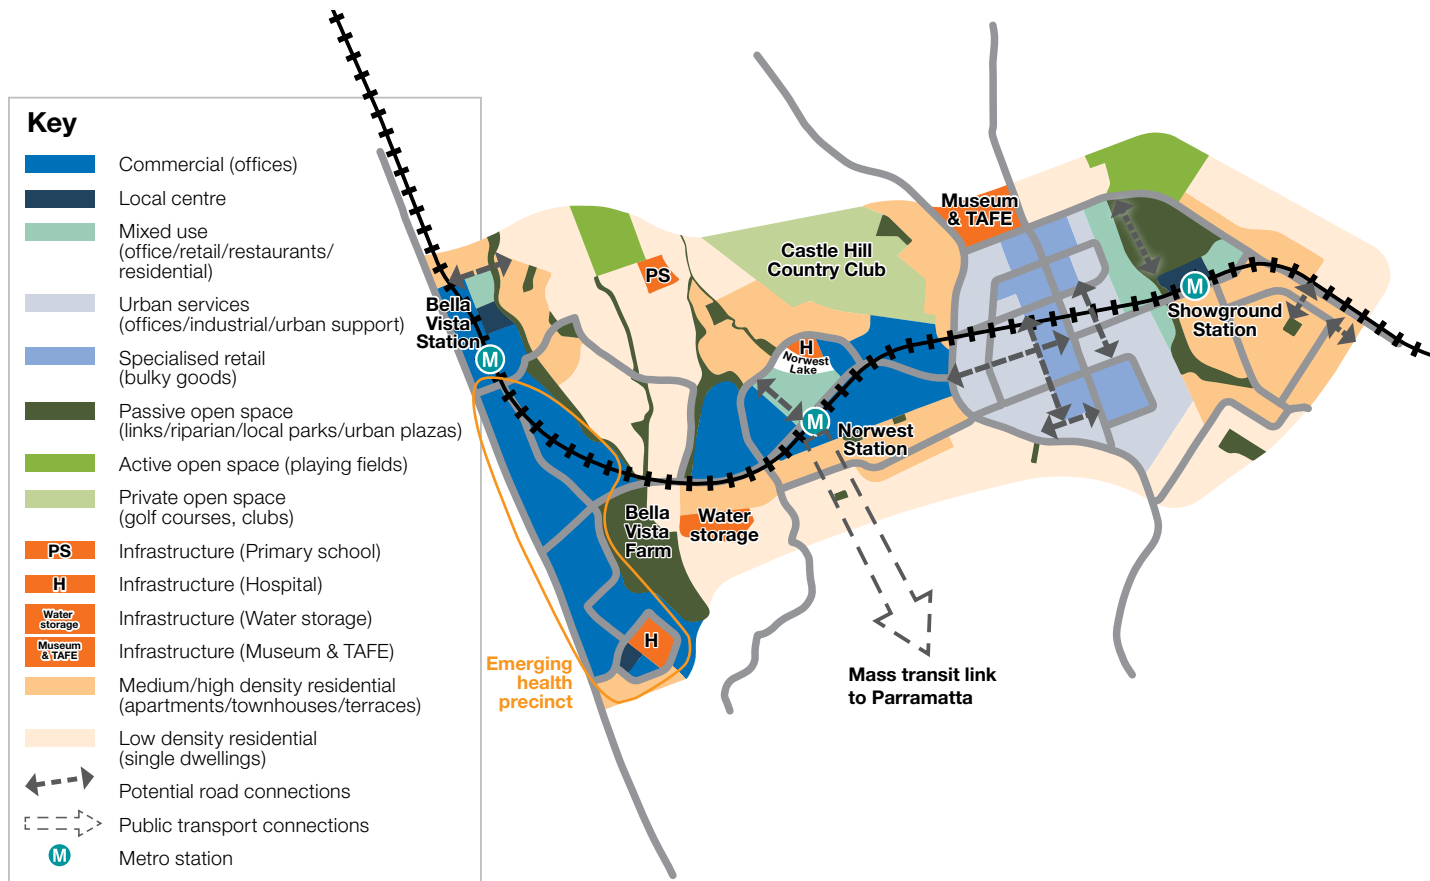 Key
Commercial (offices)
Local centre
Mixed use
(office/retail/restaurants/
residential)
Urban services
(offices/industrial/urban support)
Specialised retail
(bulky goods)
Passive open space
(links/riparian/local parks/urban plazas)
Active open space (playing fields)
Private open space
(golf courses, clubs)
PS
Infrastructure (Primary school)
H
Infrastructure (Hospital)
Water
storage
Infrastructure (Water storage)
Museum
& TAFE
Infrastructure (Museum & TAFE)
Medium/high density residential
(apartments/townhouses/terraces)
Low density residential
(single dwellings)
Potential road connections
Public transport connections
M
Metro station
Bella
Vista
Station
M
PS
Castle Hill
Country Club
Museum
& TAFE
M
Showground
Station
H
Norwest
Lake
M
Norwest
Station
Bella
Vista
Farm
Water
storage
H
Emerging
health
precinct
Mass transit link
to Parramatta